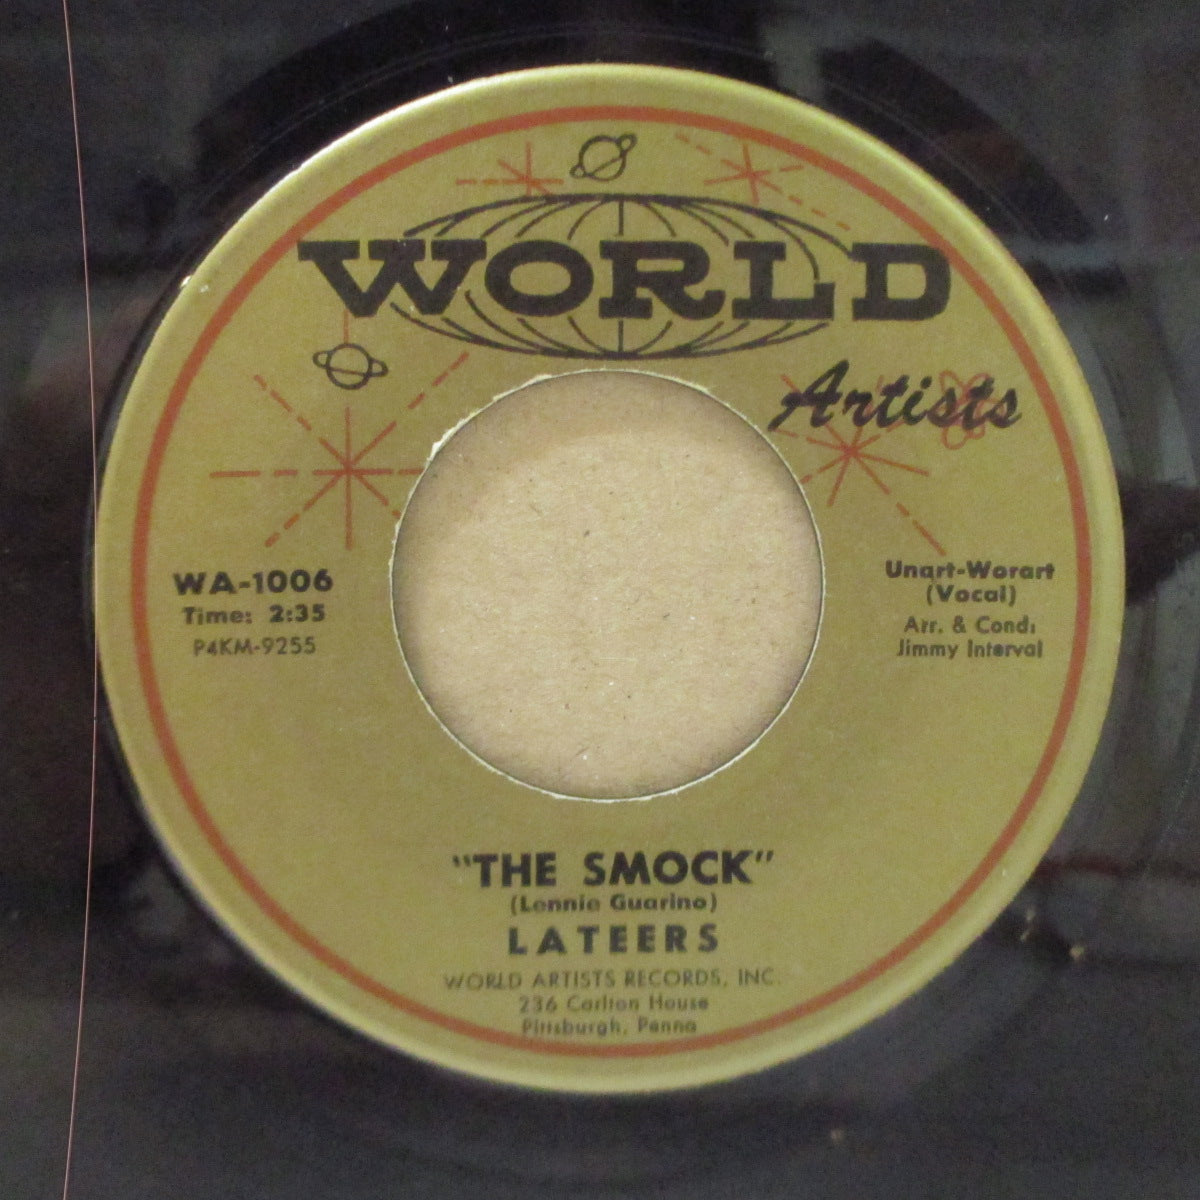 WORLD
Artists
WA-1006
Time: 2:35
P4KM-9255
Unart-Worart
(Vocal)
Arr. & Cond:
Jimmy Interval
"THE SMOCK"
(Lennie Guarino)
LATEERS
WORLD ARTISTS RECORDS, INC.
236 Carlton House
Pittsburgh, Penna